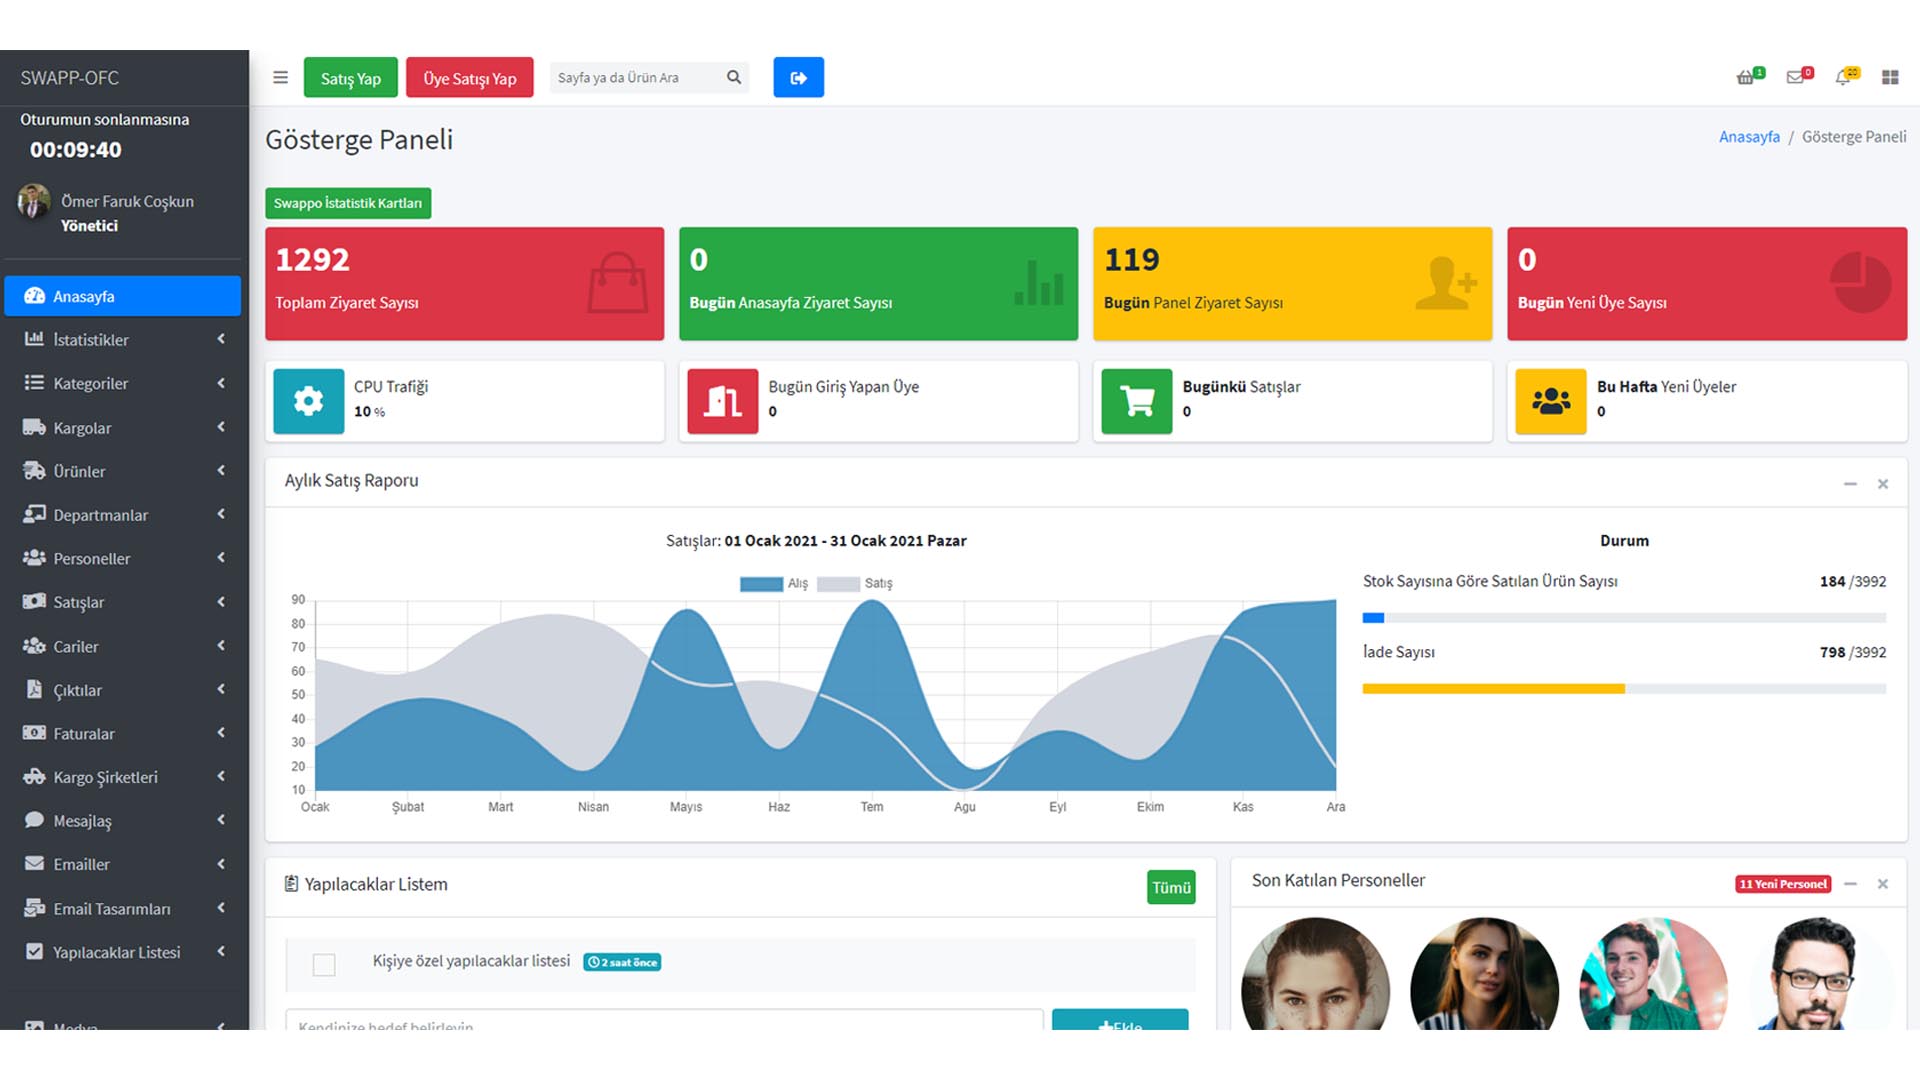 SWAPP-OFC
Oturumun sonlanmasına
00:09:40
Ömer Faruk Coşkun
Yönetici
Anasayfa
İstatistikler
Kategoriler
Kargolar
Ürünler
Departmanlar
Personeller
Satışlar
Cariler
Çıktılar
Faturalar
Kargo Şirketleri
Mesajlaş
Emailler
Email Tasarımları
Yapılacaklar Listesi
Medya
Satış Yap
Üye Satışı Yap
Sayfa ya da Ürün Ara
1
0
Gösterge Paneli
Anasayfa / Gösterge Paneli
Swappo İstatistik Kartları
1292
Toplam Ziyaret Sayısı
0
Bugün Anasayfa Ziyaret Sayısı
119
Bugün Panel Ziyaret Sayısı
0
Bugün Yeni Üye Sayısı
CPU Trafiği
10 %
Bugün Giriş Yapan Üye
0
Bugünkü Satışlar
0
Bu Hafta Yeni Üyeler
0
Aylık Satış Raporu
Satışlar: 01 Ocak 2021 - 31 Ocak 2021 Pazar
Alış Satış
90
80
70
60
50
40
30
20
10
Ocak Şubat Mart Nisan Mayıs Haz Tem Agu Eyl Ekim Kas Ara
Durum
Stok Sayısına Göre Satılan Ürün Sayısı 184 /3992
İade Sayısı 798 /3992
Yapılacaklar Listem
Tümü
Kişiye özel yapılacaklar listesi 2 saat önce
Kendinize hedef belirleyin
Ekle
Son Katılan Personeller
11 Yeni Personel